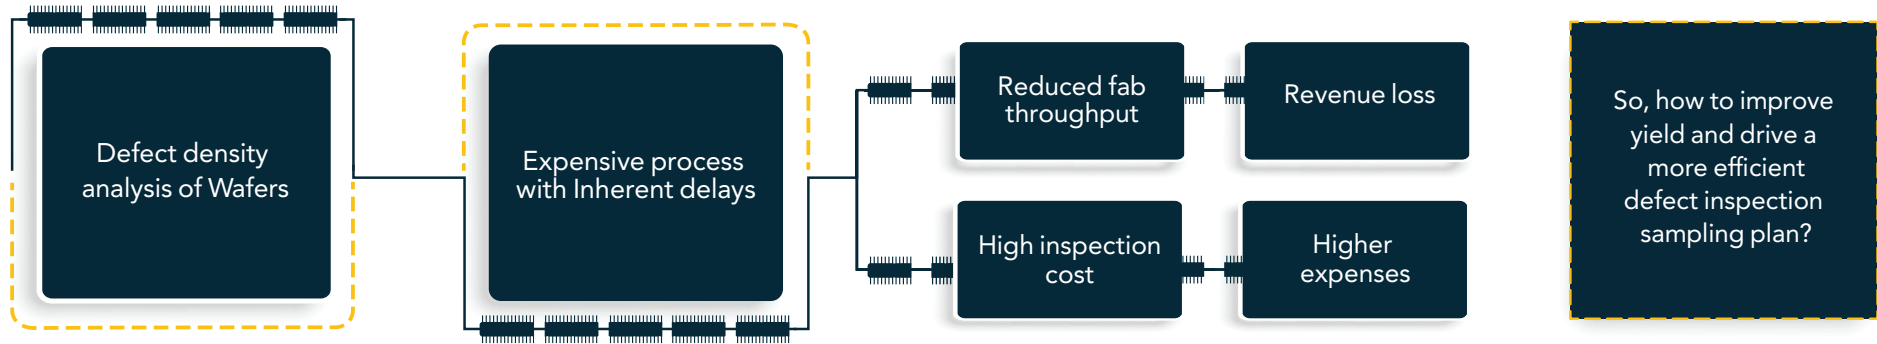 Defect density
analysis of Wafers
Expensive process
with Inherent delays
Reduced fab
throughput
Revenue loss
High inspection
cost
Higher
expenses
So, how to improve
yield and drive a
more efficient
defect inspection
sampling plan?